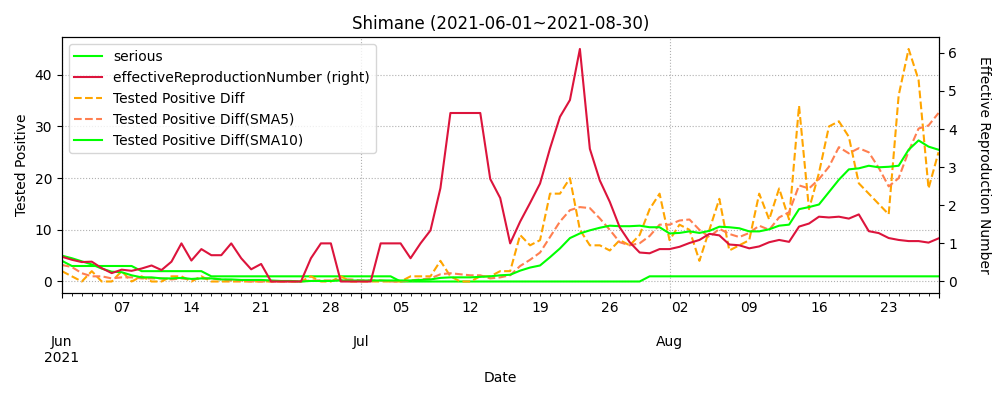 Shimane (2021-06-01~2021-08-30)
serious
effectiveReproductionNumber (right)
Tested Positive Diff
Tested Positive Diff(SMA5)
Tested Positive Diff(SMA10)
Tested Positive
40
30
20
10
0
6
5
4
3
2
1
0
Effective Reproduction Number
07 14 21 28 05 12 19 26 02 09 16 23
Jun Jul Aug
2021
Date